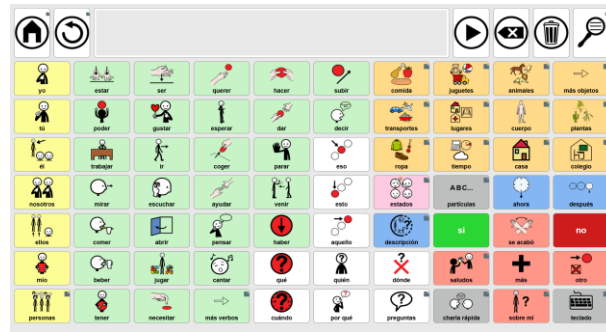 yo estar ser querer hacer subir comida juguetes animales más objetos
tú poder gustar esperar dar decir transportes lugares cuerpo plantas
él trabajar ir coger parar eso ropa tiempo casa colegio
nosotros mirar escuchar ayudar ven esto estados ABC... partículas ahora después
ellos comer abrir pensar haber aquello descripción si se acabó no
mío beber jugar cantar qué quién dónde saludos más otro
personas tener necesitar más verbos cuándo por qué preguntas charla rápida sobre mí teclado